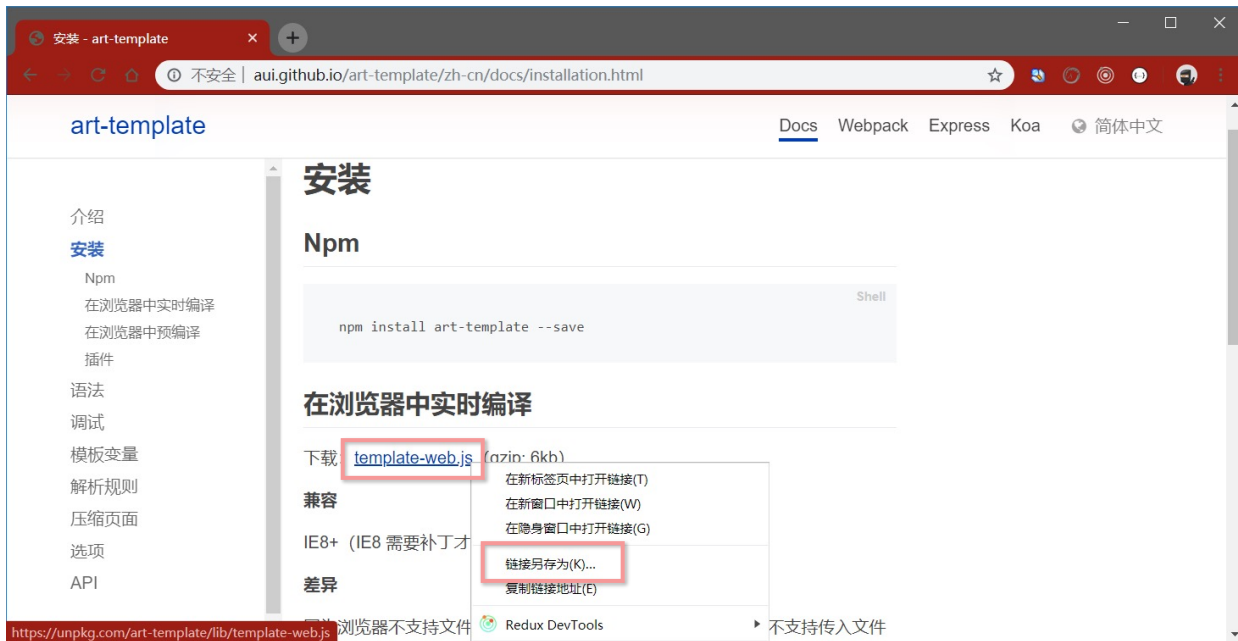 安装 - art-template
不安全 | aui.github.io/art-template/zh-cn/docs/installation.html
art-template
Docs Webpack Express Koa 简体中文
介绍
安装
Npm
在浏览器中实时编译
在浏览器中预编译
插件
语法
调试
模板变量
解析规则
压缩页面
选项
API
安装
Npm
Shell
npm install art-template --save
在浏览器中实时编译
下载: template-web.js (gzip: 6kb)
兼容
IE8+（IE8 需要补丁才
差异
浏览器不支持文件
不支持传入文件
在新标签页中打开链接(T)
在新窗口中打开链接(W)
在隐身窗口中打开链接(G)
链接另存为(K)...
复制链接地址(E)
Redux DevTools
https://unpkg.com/art-template/lib/template-web.js